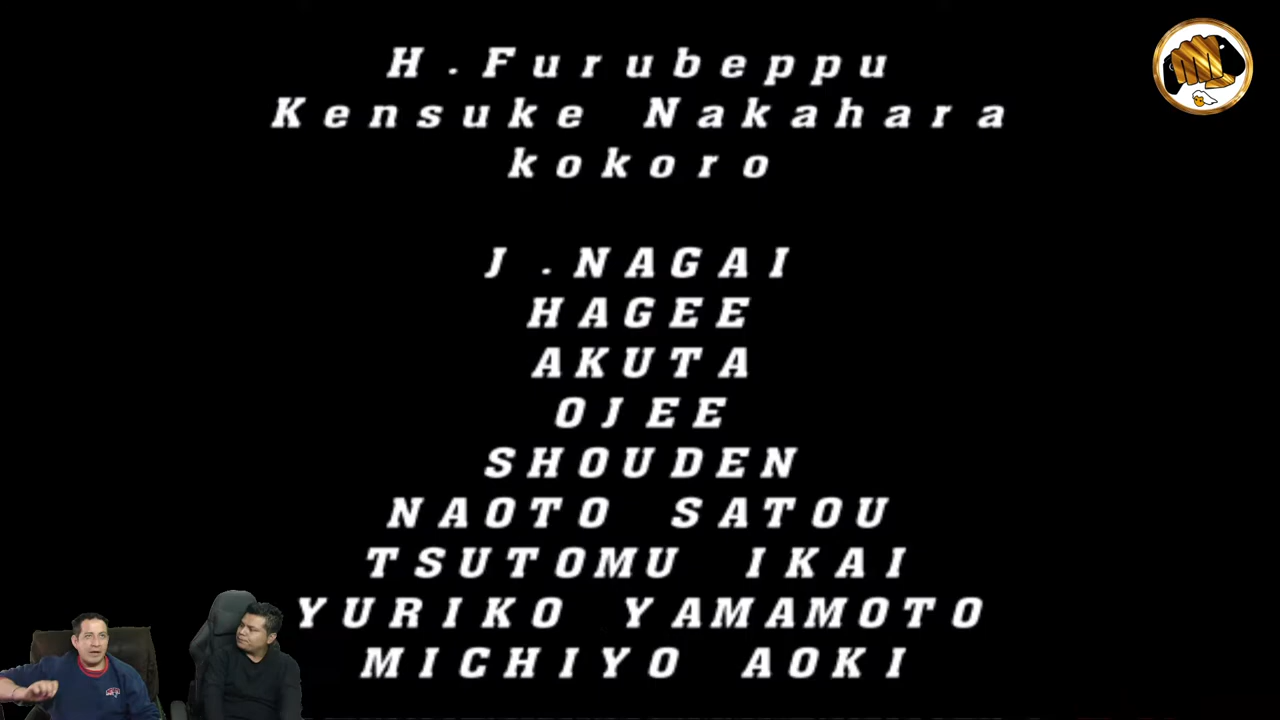 H.Furubeppu
Kensuke Nakahara
kokoro
J.NAGAI
HAGEE
AKUTA
OJEE
SHOUDEN
NAOTO SATOU
TSUTOMU IKAI
YURIKO YAMAMOTO
MICHIYO AOKI